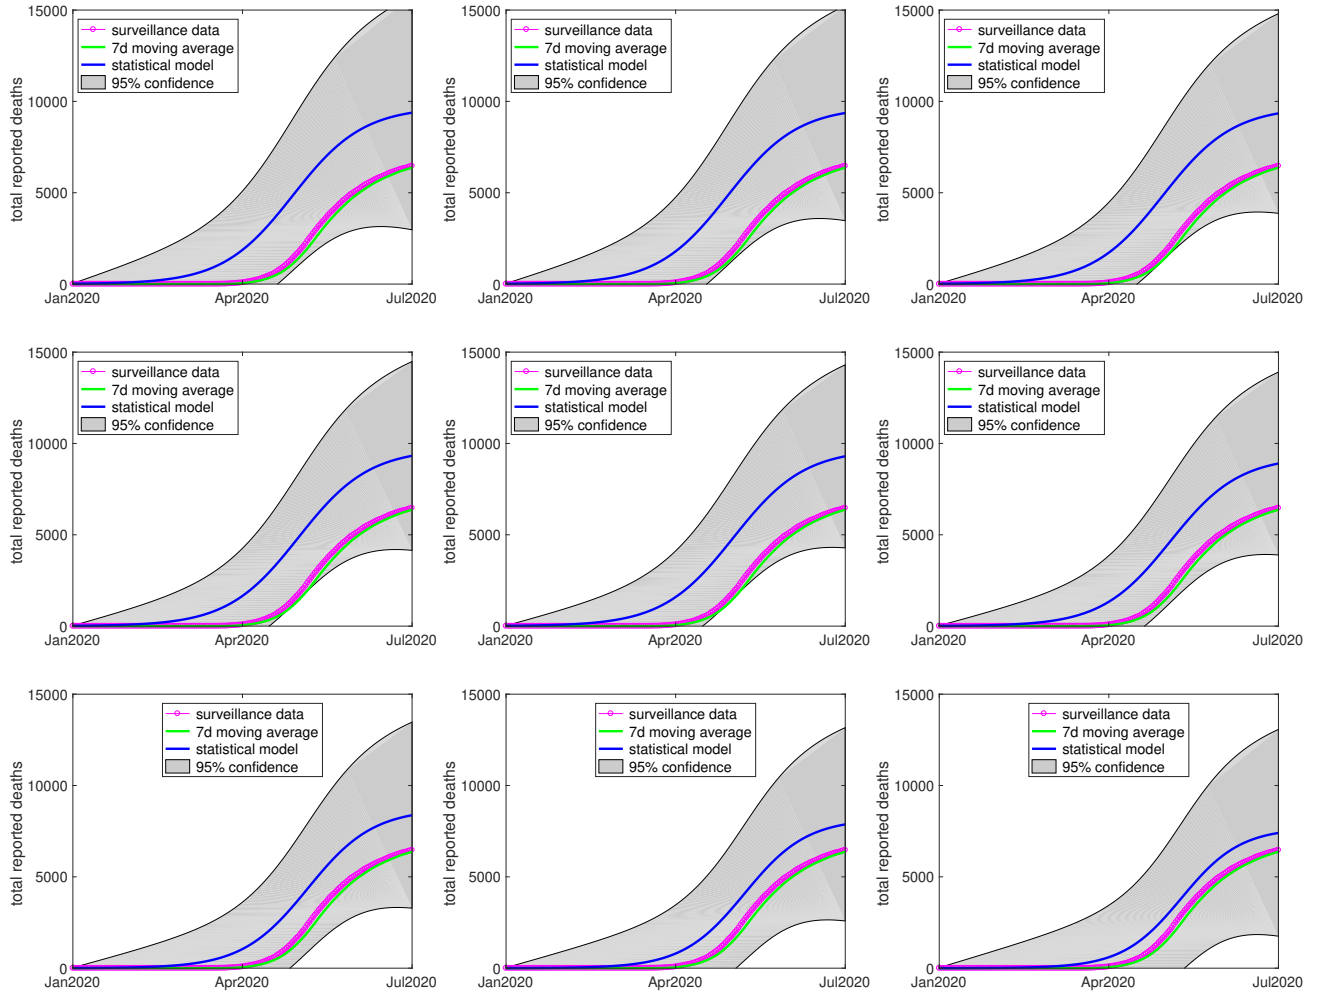 15000
10000
5000
0
total reported deaths
surveillance data
7d moving average
statistical model
95% confidence
Jan2020 Apr2020 Jul2020
15000
10000
5000
0
total reported deaths
surveillance data
7d moving average
statistical model
95% confidence
Jan2020 Apr2020 Jul2020
15000
10000
5000
0
total reported deaths
surveillance data
7d moving average
statistical model
95% confidence
Jan2020 Apr2020 Jul2020
15000
10000
5000
0
total reported deaths
surveillance data
7d moving average
statistical model
95% confidence
Jan2020 Apr2020 Jul2020
15000
10000
5000
0
total reported deaths
surveillance data
7d moving average
statistical model
95% confidence
Jan2020 Apr2020 Jul2020
15000
10000
5000
0
total reported deaths
surveillance data
7d moving average
statistical model
95% confidence
Jan2020 Apr2020 Jul2020
15000
10000
5000
0
total reported deaths
surveillance data
7d moving average
statistical model
95% confidence
Jan2020 Apr2020 Jul2020
15000
10000
5000
0
total reported deaths
surveillance data
7d moving average
statistical model
95% confidence
Jan2020 Apr2020 Jul2020
15000
10000
5000
0
total reported deaths
surveillance data
7d moving average
statistical model
95% confidence
Jan2020 Apr2020 Jul2020